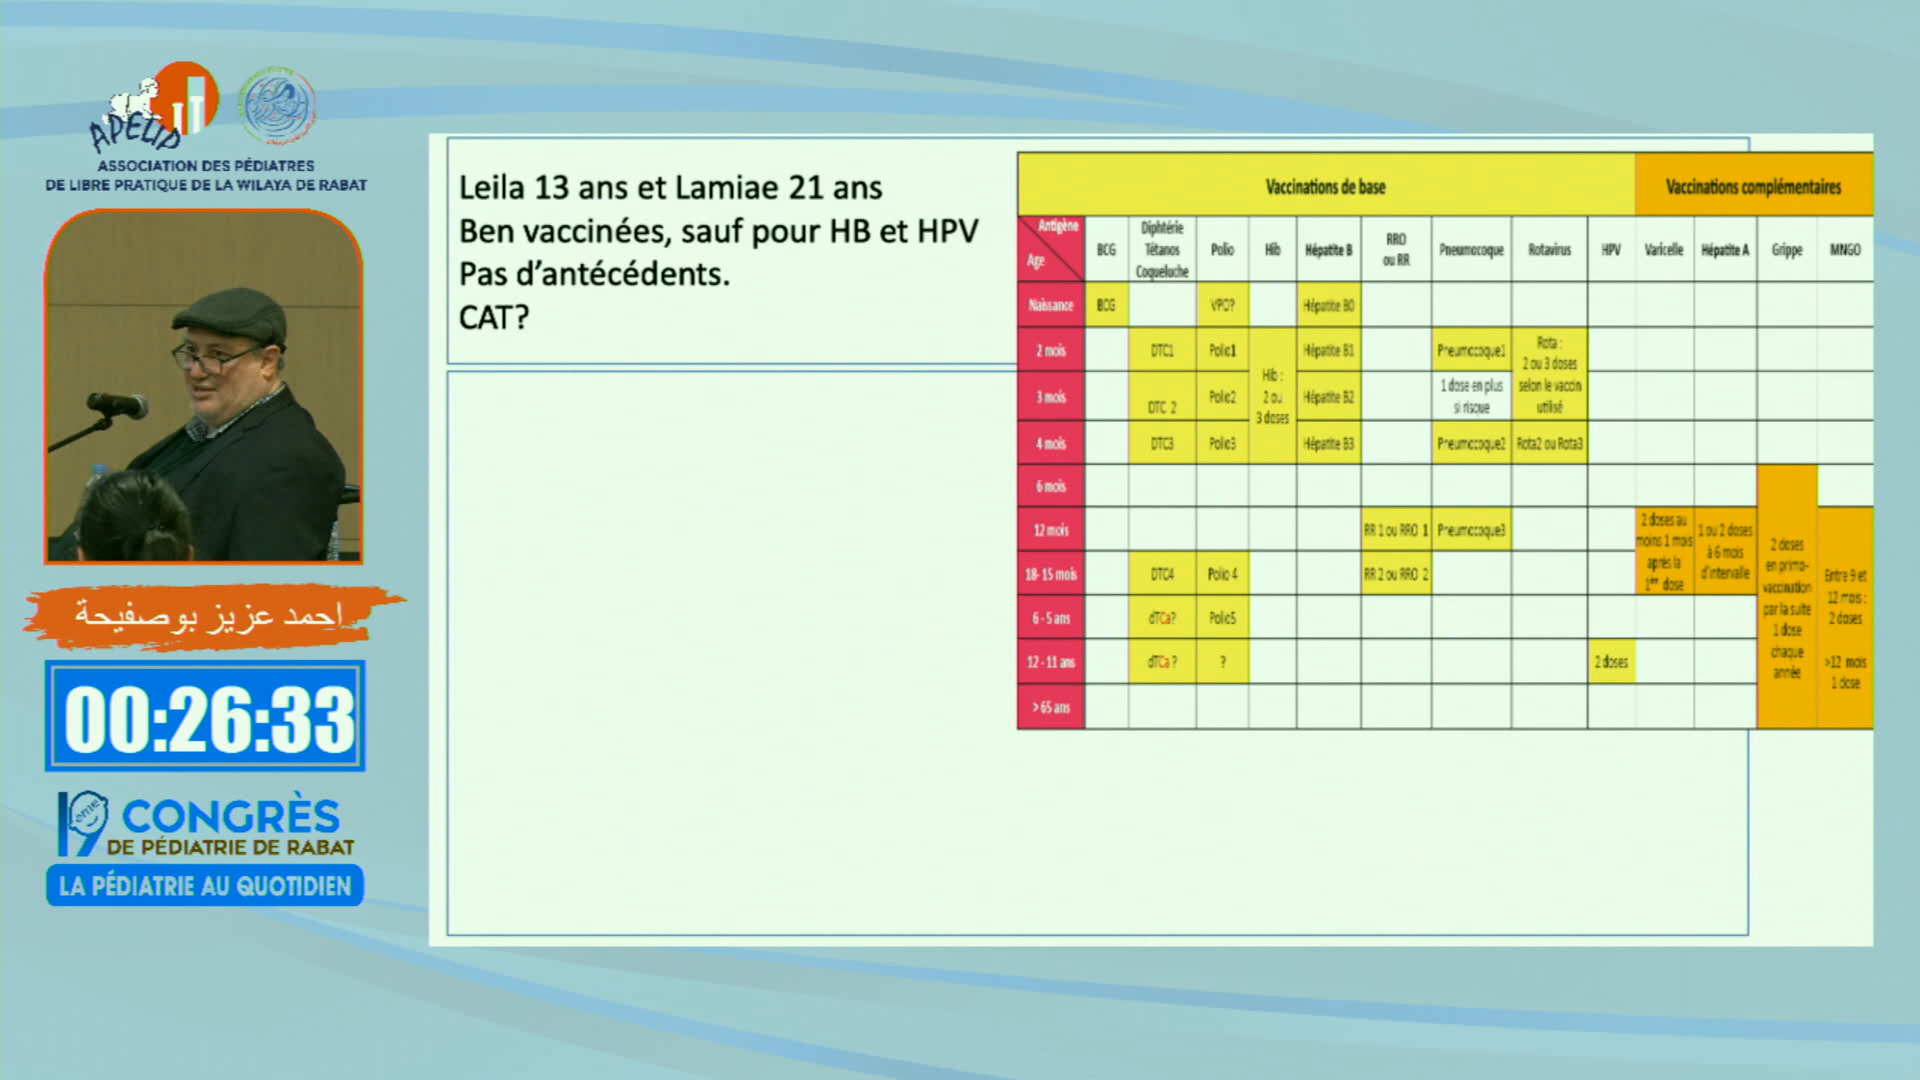 APELIP
ASSOCIATION DES PÉDIATRES
DE LIBRE PRATIQUE DE LA WILAYA DE RABAT
احمد عزيز بوصفيحة
00:26:33
19eme CONGRÈS
DE PÉDIATRIE DE RABAT
LA PÉDIATRIE AU QUOTIDIEN
Leila 13 ans et Lamiae 21 ans
Ben vaccinées, sauf pour HB et HPV
Pas d’antécédents.
CAT?
Vaccinations de base Vaccinations complémentaires
Antigène
Age
BCG
Diphtérie
Tétanos
Coqueluche
Polio
Hib
Hépatite B
RRO
ou RR
Pneumocoque
Rotavirus
HPV
Varicelle
Hépatite A
Grippe
MNGO
Naissance BCG VPO? Hépatite B0
2 mois DTC1 Polio1 Hépatite B1 Pneumocoque1
3 mois DTC 2 Polio2 Hépatite B2
1 dose en plus
si risque
4 mois DTC3 Polio3 Hépatite B3 Pneumocoque2 Rota2 ou Rota3
Hib :
2 ou
3 doses
Rota :
2 ou 3 doses
selon le vaccin
utilisé
6 mois
12 mois RR 1 ou RRO 1 Pneumocoque3
18- 15 mois DTC4 Polio 4 RR 2 ou RRO 2
6 - 5 ans dTCa? Polio5
12 - 11 ans dTCa ? ? 2 doses
> 65 ans
2 doses au
moins 1 mois
après la
1ère dose
1 ou 2 doses
à 6 mois
d'intervalle
2 doses
en primo-
vaccination
par la suite
1 dose
chaque
année
Entre 9 et
12 mois :
2 doses
>12 mois
1 dose